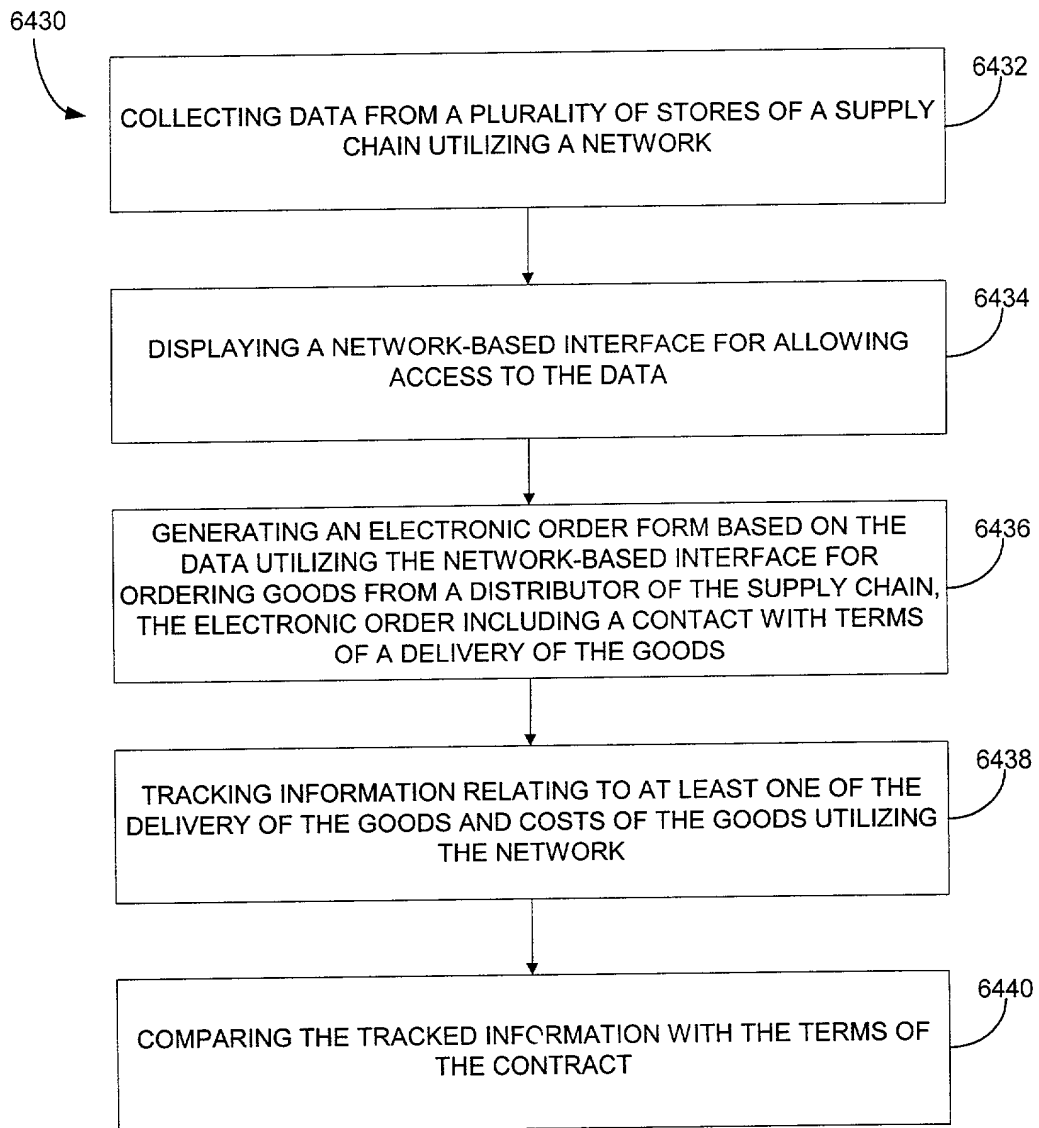 6430
6432
COLLECTING DATA FROM A PLURALITY OF STORES OF A SUPPLY
CHAIN UTILIZING A NETWORK
6434
DISPLAYING A NETWORK-BASED INTERFACE FOR ALLOWING
ACCESS TO THE DATA
6436
GENERATING AN ELECTRONIC ORDER FORM BASED ON THE
DATA UTILIZING THE NETWORK-BASED INTERFACE FOR
ORDERING GOODS FROM A DISTRIBUTOR OF THE SUPPLY CHAIN,
THE ELECTRONIC ORDER INCLUDING A CONTACT WITH TERMS
OF A DELIVERY OF THE GOODS
6438
TRACKING INFORMATION RELATING TO AT LEAST ONE OF THE
DELIVERY OF THE GOODS AND COSTS OF THE GOODS UTILIZING
THE NETWORK
6440
COMPARING THE TRACKED INFORMATION WITH THE TERMS OF
THE CONTRACT